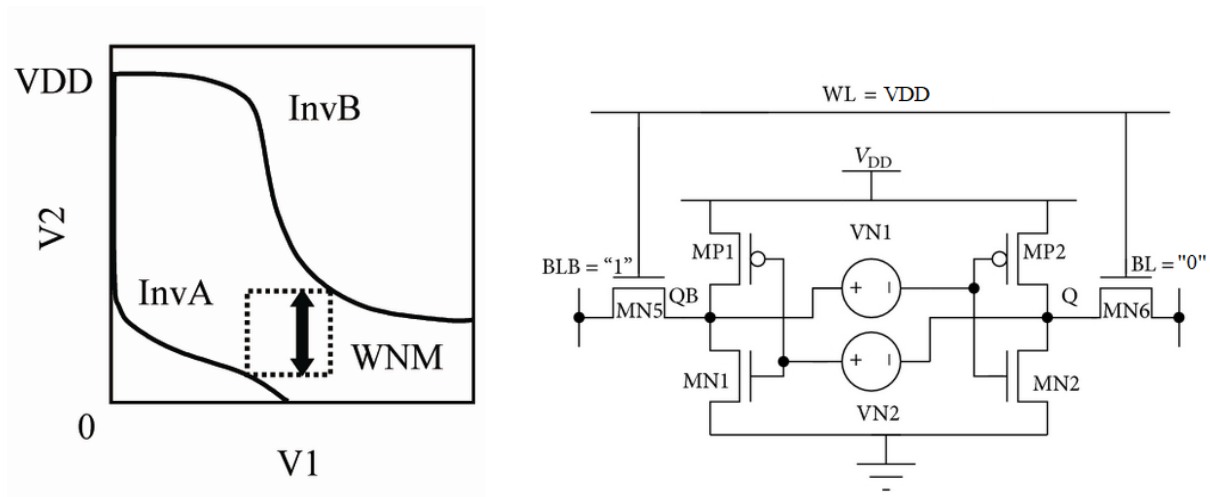 VDD
InvB
V2
InvA
WNM
0
V1
WL = VDD
VDD
VN1
MP1
MP2
BLB = “1”
BL = "0"
QB
Q
MN5
+
MN6
MN1
+
MN2
VN2